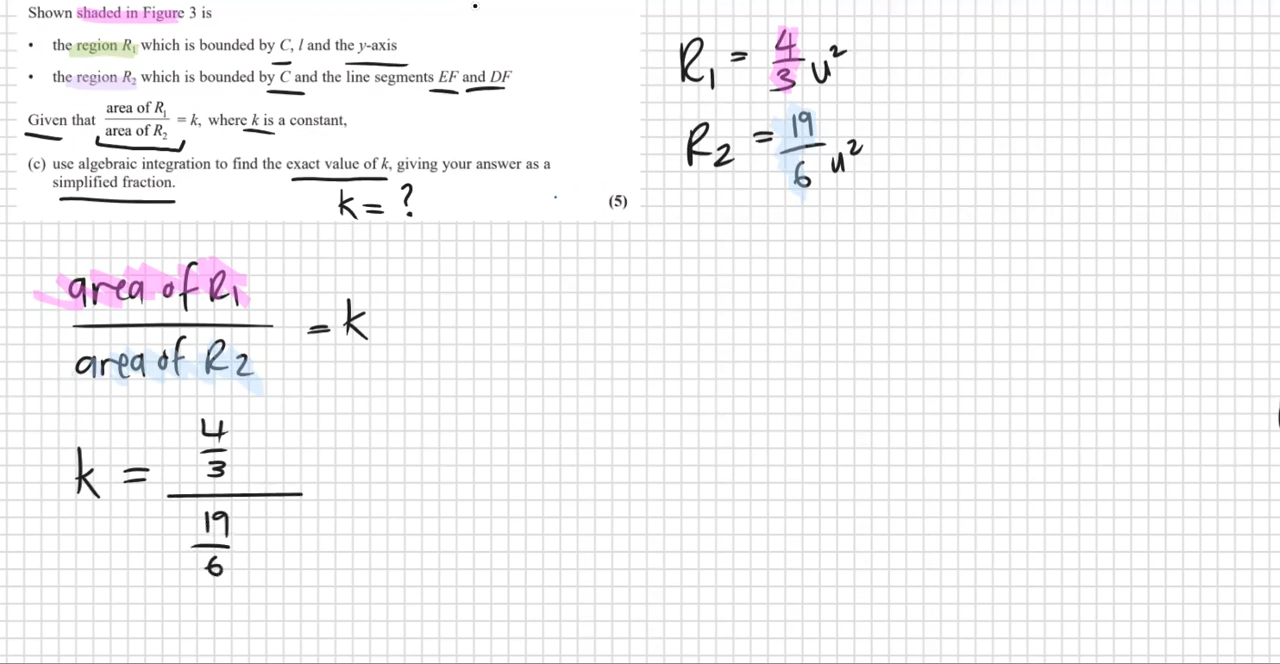 Shown shaded in Figure 3 is
• the region R₁ which is bounded by C, l and the y-axis
• the region R₂ which is bounded by C and the line segments EF and DF
Given that area of R₁ / area of R₂ = k, where k is a constant,
(c) use algebraic integration to find the exact value of k, giving your answer as a
simplified fraction.
(5)
k = ?
R₁ = 4/3 u²
R₂ = 19/6 u²
area of R₁
area of R₂
= k
k = 
4/3
19/6